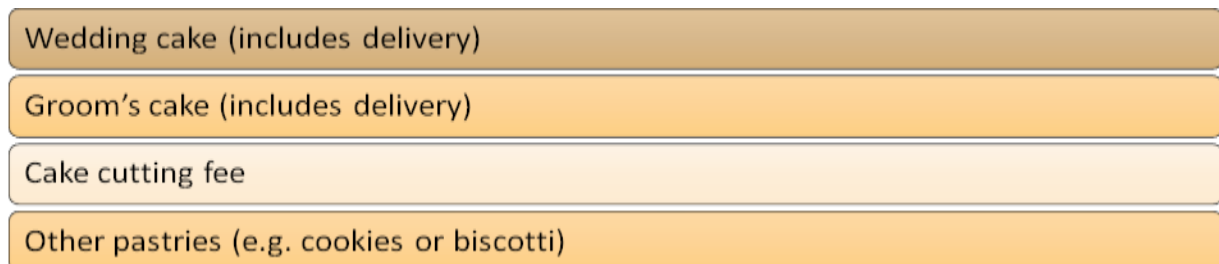 Wedding cake (includes delivery)
Groom’s cake (includes delivery)
Cake cutting fee
Other pastries (e.g. cookies or biscotti)